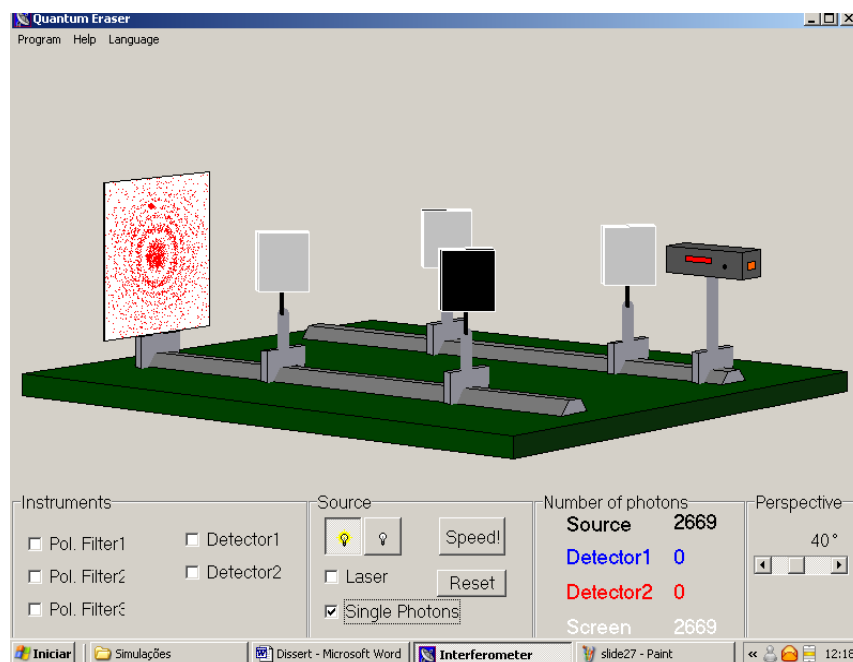 Quantum Eraser
Program Help Language
Instruments
Pol. Filter1
Pol. Filter2
Pol. Filter3
Detector1
Detector2
Source
Speed!
Laser
Reset
Single Photons
Number of photons
Source 2669
Detector1 0
Detector2 0
Screen 2669
Perspective
40°
Iniciar Simulações Dissert - Microsoft Word Interferometer slide27 - Paint « 12:18